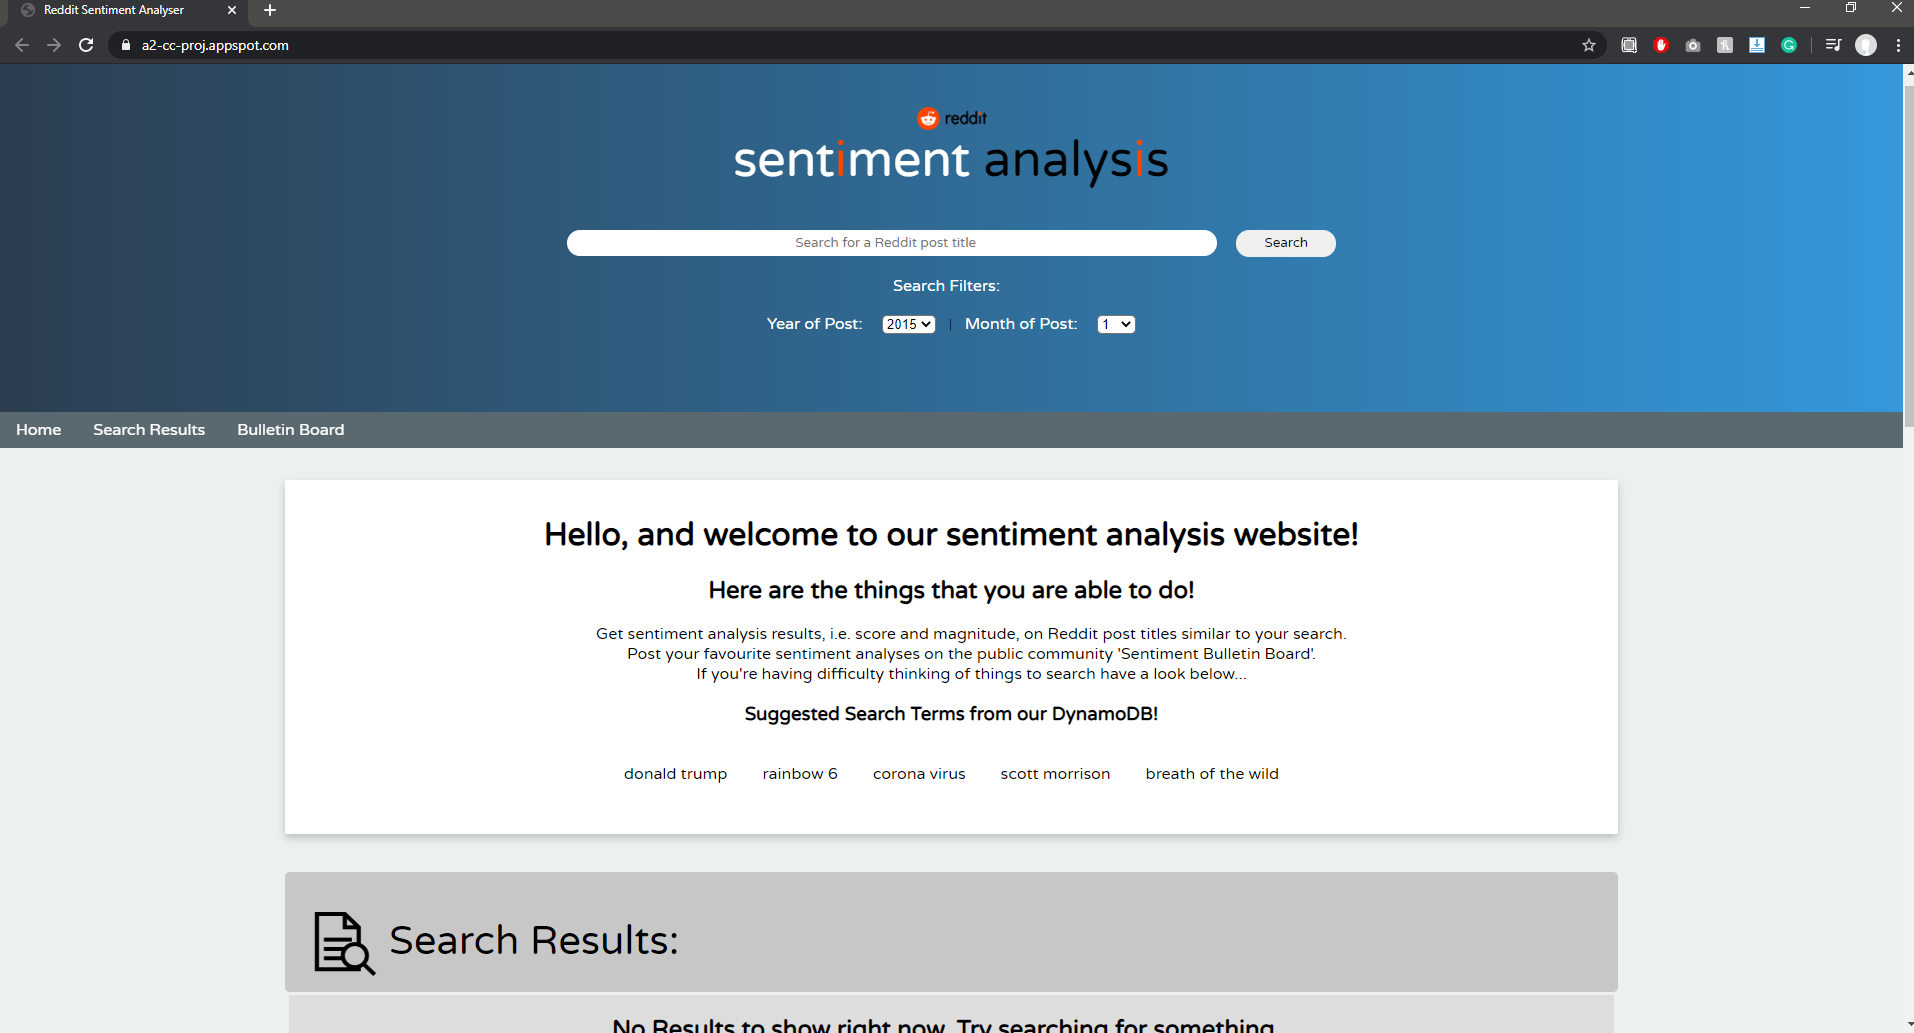 Reddit Sentiment Analyser
a2-cc-proj.appspot.com
reddit
sentiment analysis
Search for a Reddit post title
Search
Search Filters:
Year of Post: 2015 | Month of Post: 1
Home Search Results Bulletin Board
Hello, and welcome to our sentiment analysis website!
Here are the things that you are able to do!
Get sentiment analysis results, i.e. score and magnitude, on Reddit post titles similar to your search.
Post your favourite sentiment analyses on the public community 'Sentiment Bulletin Board'.
If you're having difficulty thinking of things to search have a look below...
Suggested Search Terms from our DynamoDB!
donald trump rainbow 6 corona virus scott morrison breath of the wild
Search Results:
No Results to show right now. Try searching for something